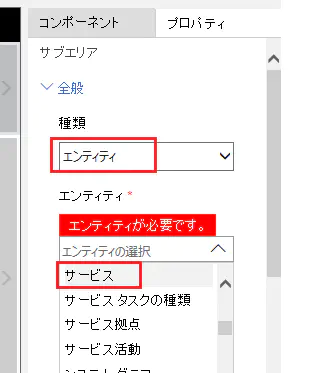 コンポーネント
プロパティ
サブエリア
全般
種類
エンティティ
エンティティ*
エンティティが必要です。
エンティティの選択
サービス
サービス タスクの種類
サービス拠点
サービス活動